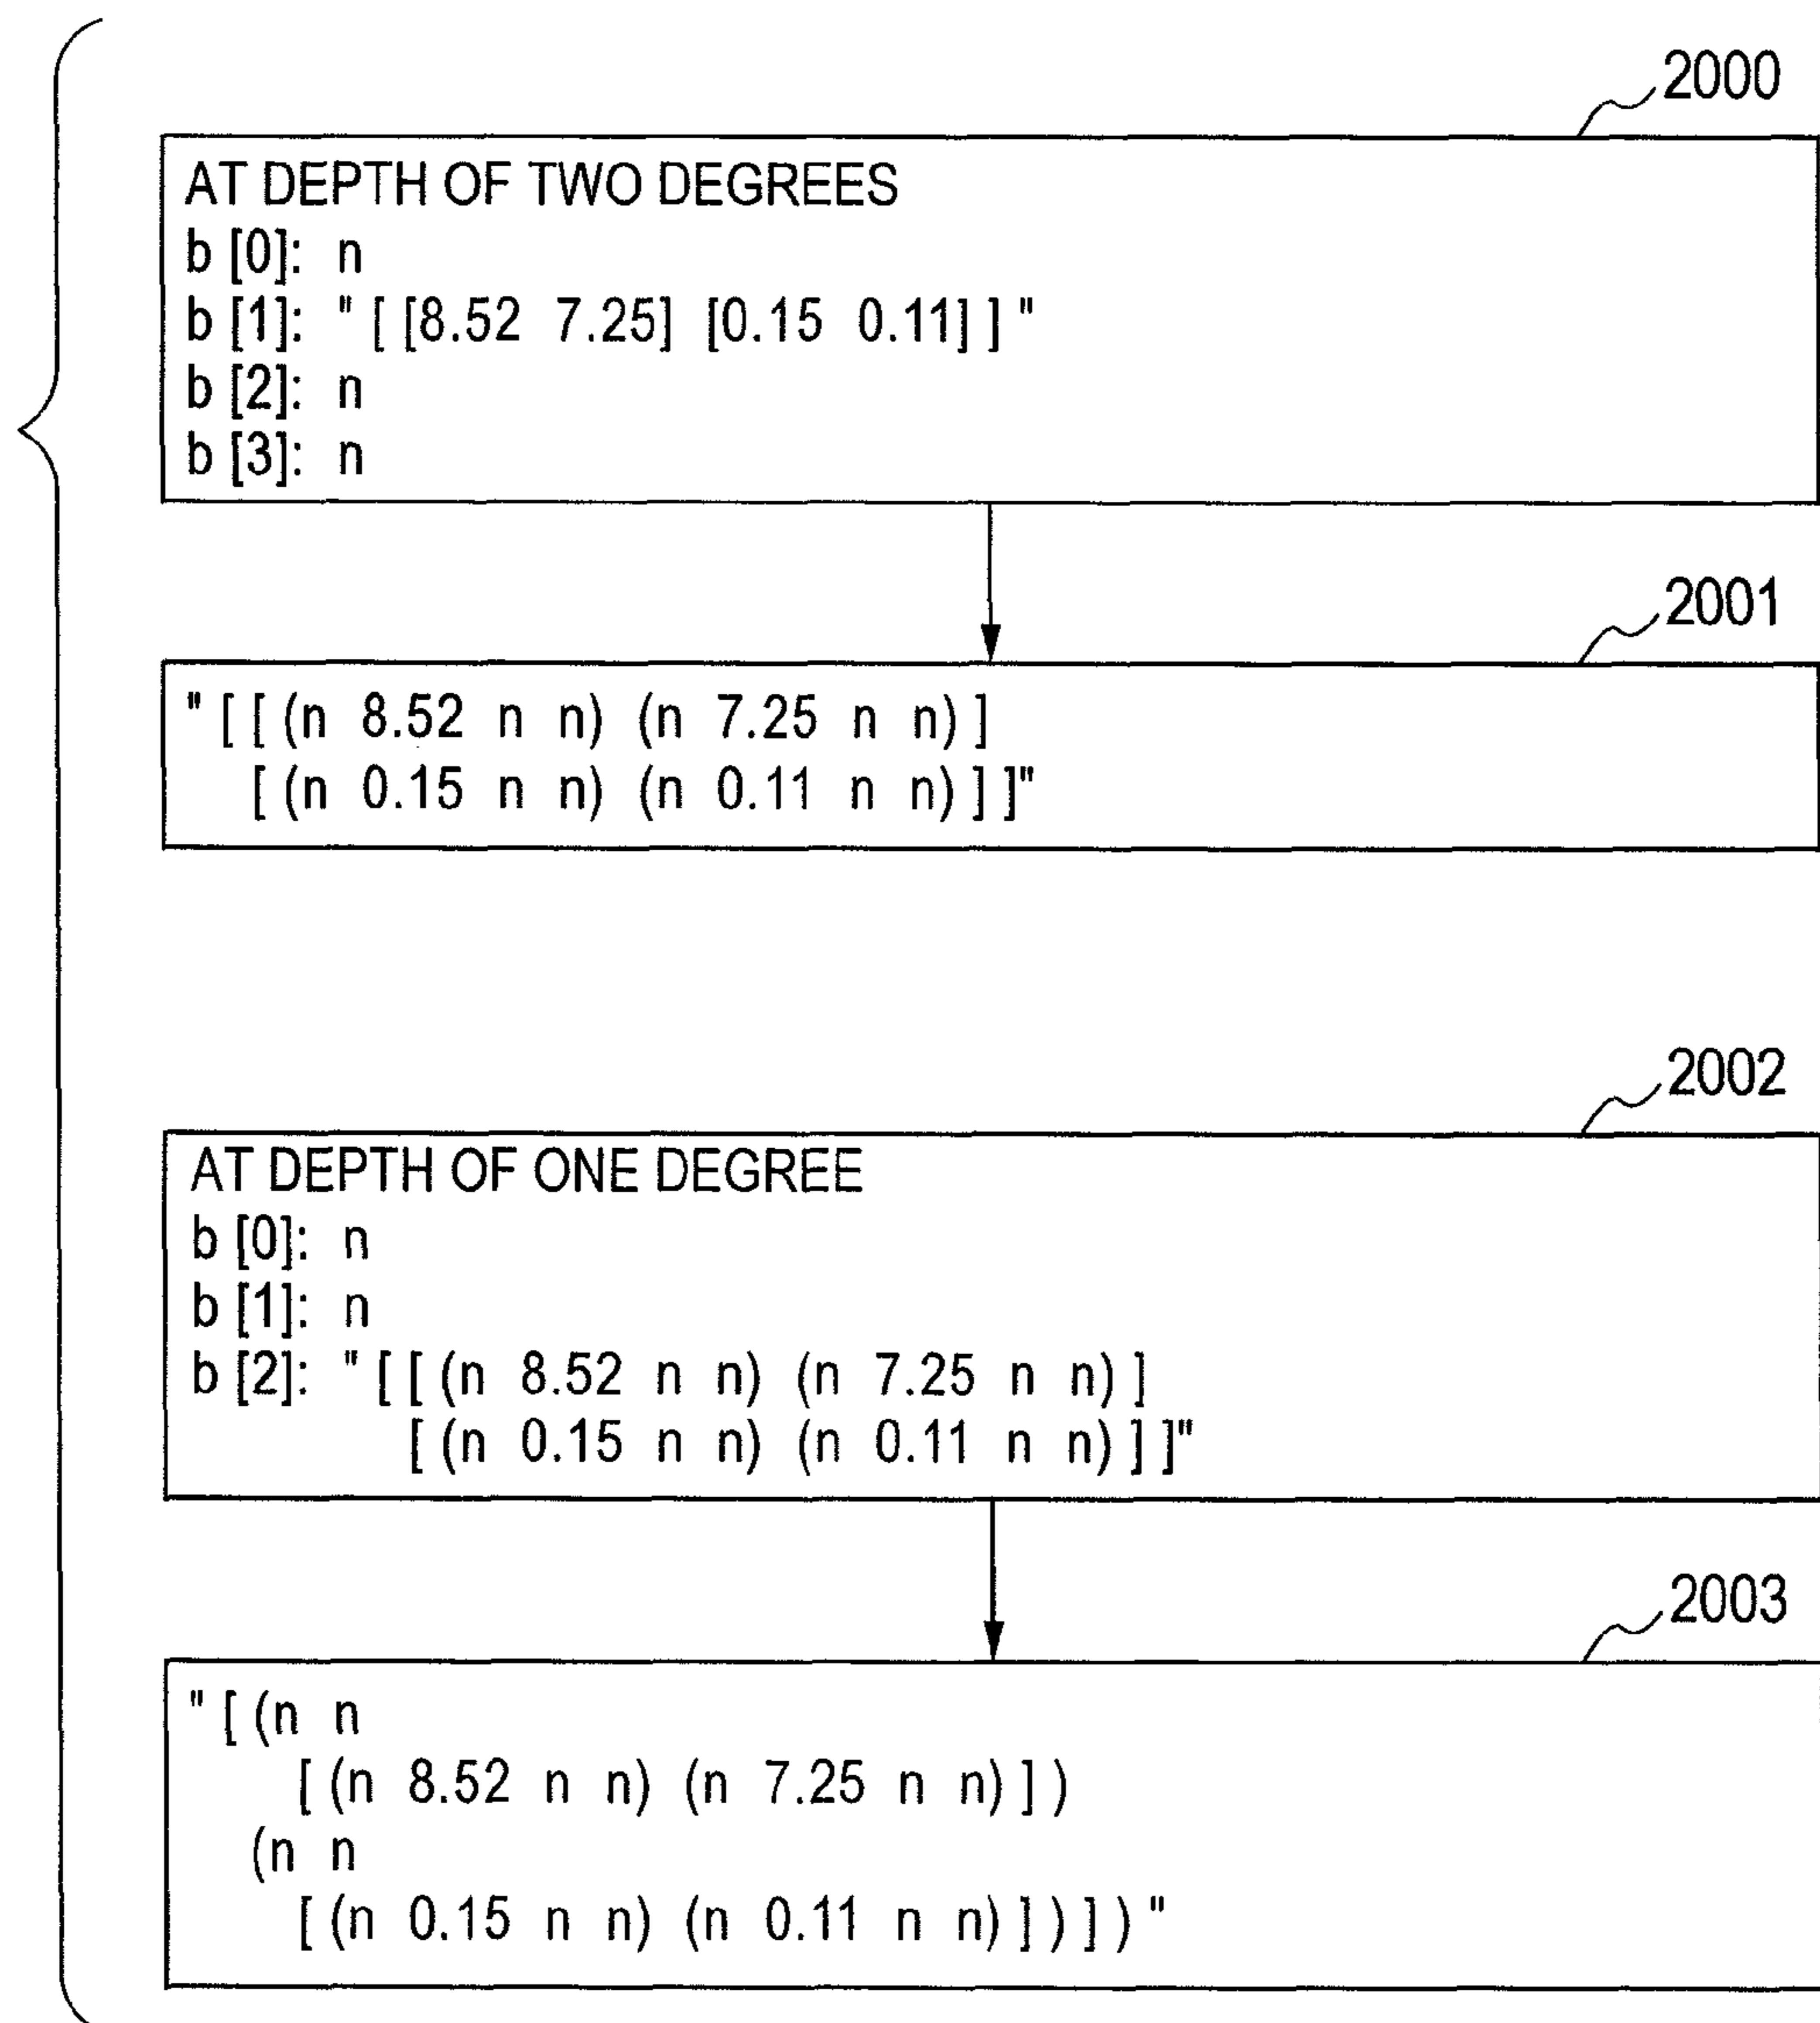 2000
AT DEPTH OF TWO DEGREES
b [0]: n
b [1]: " [ [8.52 7.25] [0.15 0.11] ] "
b [2]: n
b [3]: n
2001
" [ [ (n 8.52 n n) (n 7.25 n n) ]
[ (n 0.15 n n) (n 0.11 n n) ] ]"
2002
AT DEPTH OF ONE DEGREE
b [0]: n
b [1]: n
b [2]: " [ [ (n 8.52 n n) (n 7.25 n n) ]
[ (n 0.15 n n) (n 0.11 n n) ] ]"
2003
" [ (n n
[ (n 8.52 n n) (n 7.25 n n) ] )
(n n
[ (n 0.15 n n) (n 0.11 n n) ] ) ] ) "